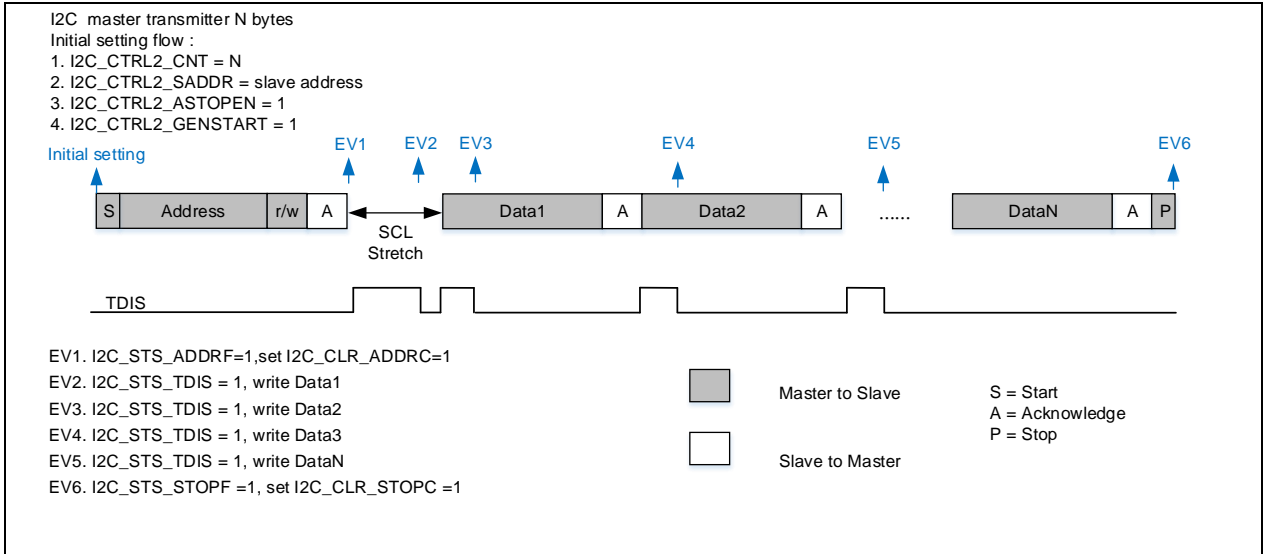 I2C master transmitter N bytes
Initial setting flow :
1. I2C_CTRL2_CNT = N
2. I2C_CTRL2_SADDR = slave address
3. I2C_CTRL2_ASTOPEN = 1
4. I2C_CTRL2_GENSTART = 1
Initial setting
EV1
EV2
EV3
EV4
EV5
EV6
S
Address
r/w
A
Data1
A
Data2
A
......
DataN
A
P
SCL
Stretch
TDIS
EV1. I2C_STS_ADDRF=1,set I2C_CLR_ADDRC=1
EV2. I2C_STS_TDIS = 1, write Data1
EV3. I2C_STS_TDIS = 1, write Data2
EV4. I2C_STS_TDIS = 1, write Data3
EV5. I2C_STS_TDIS = 1, write DataN
EV6. I2C_STS_STOPF =1, set I2C_CLR_STOPC =1
Master to Slave
Slave to Master
S = Start
A = Acknowledge
P = Stop